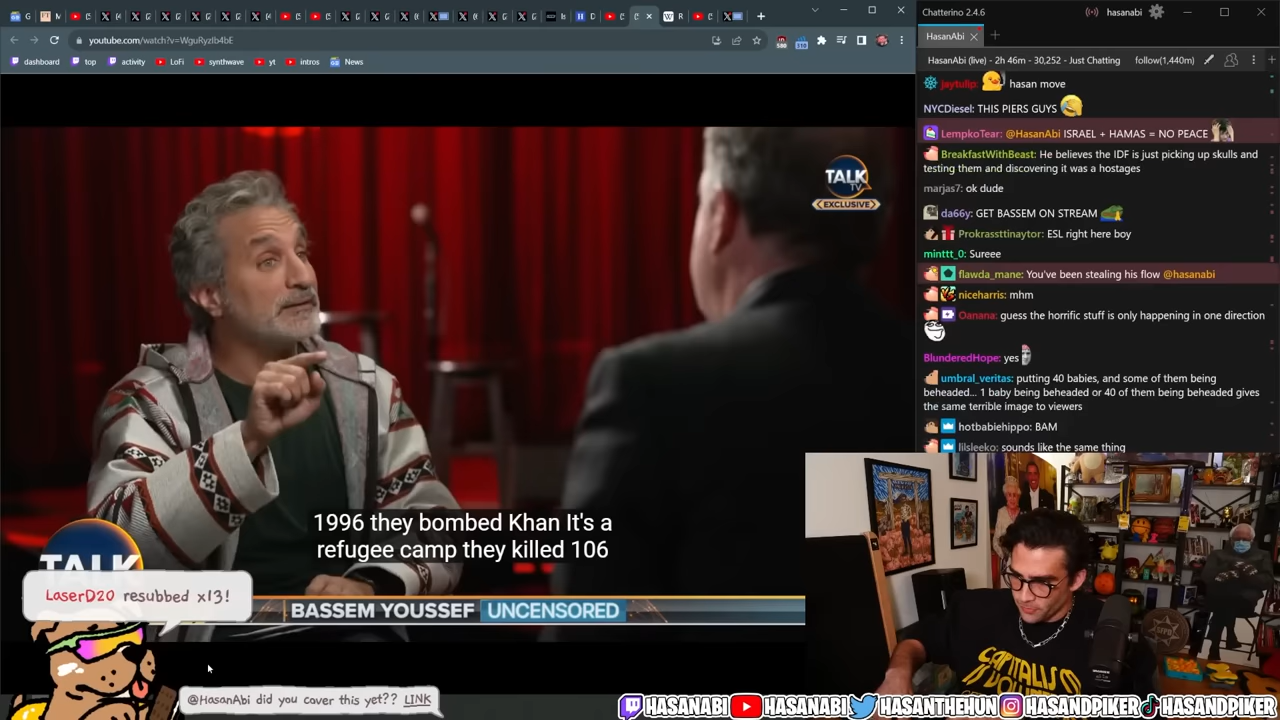 youtube.com/watch?v=WguRyzIb4bE
dashboard
top
activity
LoFi
synthwave
yt
intros
News
TALK
TV
EXCLUSIVE
1996 they bombed Khan It's a
refugee camp they killed 106
TALK
BASSEM YOUSSEF UNCENSORED
LaserD20 resubbed x13!
@HasanAbi did you cover this yet?? LINK
Chatterino 2.4.6
hasanabi
HasanAbi
HasanAbi (live) - 2h 46m - 30,252 - Just Chatting
follow(1,440m)
jaytulip: hasan move
NYCDiesel: THIS PIERS GUYS
LempkoTear: @HasanAbi ISRAEL + HAMAS = NO PEACE
BreakfastWithBeast: He believes the IDF is just picking up skulls and
testing them and discovering it was a hostages
marjas7: ok dude
da66y: GET BASSEM ON STREAM
Prokrassttinaytor: ESL right here boy
minttt_0: Sureee
flawda_mane: You've been stealing his flow @hasanabi
niceharris: mhm
Oanana: guess the horrific stuff is only happening in one direction
BlunderedHope: yes
umbral_veritas: putting 40 babies, and some of them being
beheaded... 1 baby being beheaded or 40 of them being beheaded gives
the same terrible image to viewers
hotbabiehippo: BAM
lilsleeko: sounds like the same thing
CAPITALISM
HASANABI
HASANABI
HASANTHEHUN
HASANDPIKER
HASANDPIKER